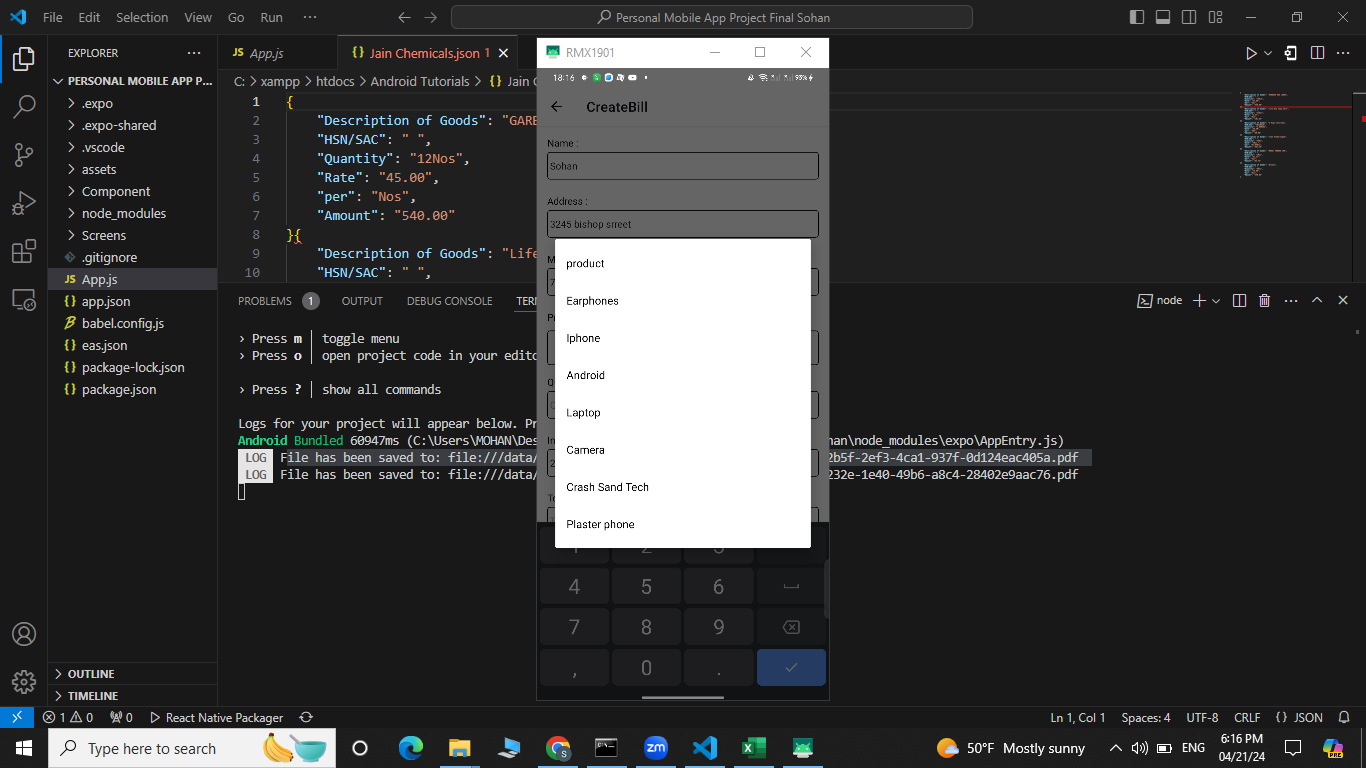 File Edit Selection View Go Run ··· Personal Mobile App Project Final Sohan
EXPLORER ···
PERSONAL MOBILE APP P...
.expo
.expo-shared
.vscode
assets
Component
node_modules
Screens
.gitignore
JS App.js
{} app.json
babel.config.js
{} eas.json
{} package-lock.json
{} package.json
OUTLINE
TIMELINE
JS App.js {} Jain Chemicals.json 1
C: > xampp > htdocs > Android Tutorials > {} Jain
1 {
2 "Description of Goods": "GARE
3 "HSN/SAC": " ",
4 "Quantity": "12Nos",
5 "Rate": "45.00",
6 "per": "Nos",
7 "Amount": "540.00"
8 }{
9 "Description of Goods": "Life
10 "HSN/SAC": " ",
PROBLEMS 1 OUTPUT DEBUG CONSOLE TER
node
› Press m │ toggle menu
› Press o │ open project code in your edito
› Press ? │ show all commands
Logs for your project will appear below. Pr
Android Bundled 60947ms (C:\Users\MOHAN\Des han\node_modules\expo\AppEntry.js)
LOG File has been saved to: file:///data/ 2b5f-2ef3-4ca1-937f-0d124eac405a.pdf
LOG File has been saved to: file:///data/ 232e-1e40-49b6-a8c4-28402e9aac76.pdf
RMX1901
18:16 93%
CreateBill
Name :
Sohan
Address :
3245 bishop srreet
product
Earphones
Iphone
Android
Laptop
Camera
Crash Sand Tech
Plaster phone
4 5 6
7 8 9
, 0 .
1 0 0 React Native Packager Ln 1, Col 1 Spaces: 4 UTF-8 CRLF {} JSON
Type here to search 50°F Mostly sunny ENG 6:16 PM
04/21/24
PRE